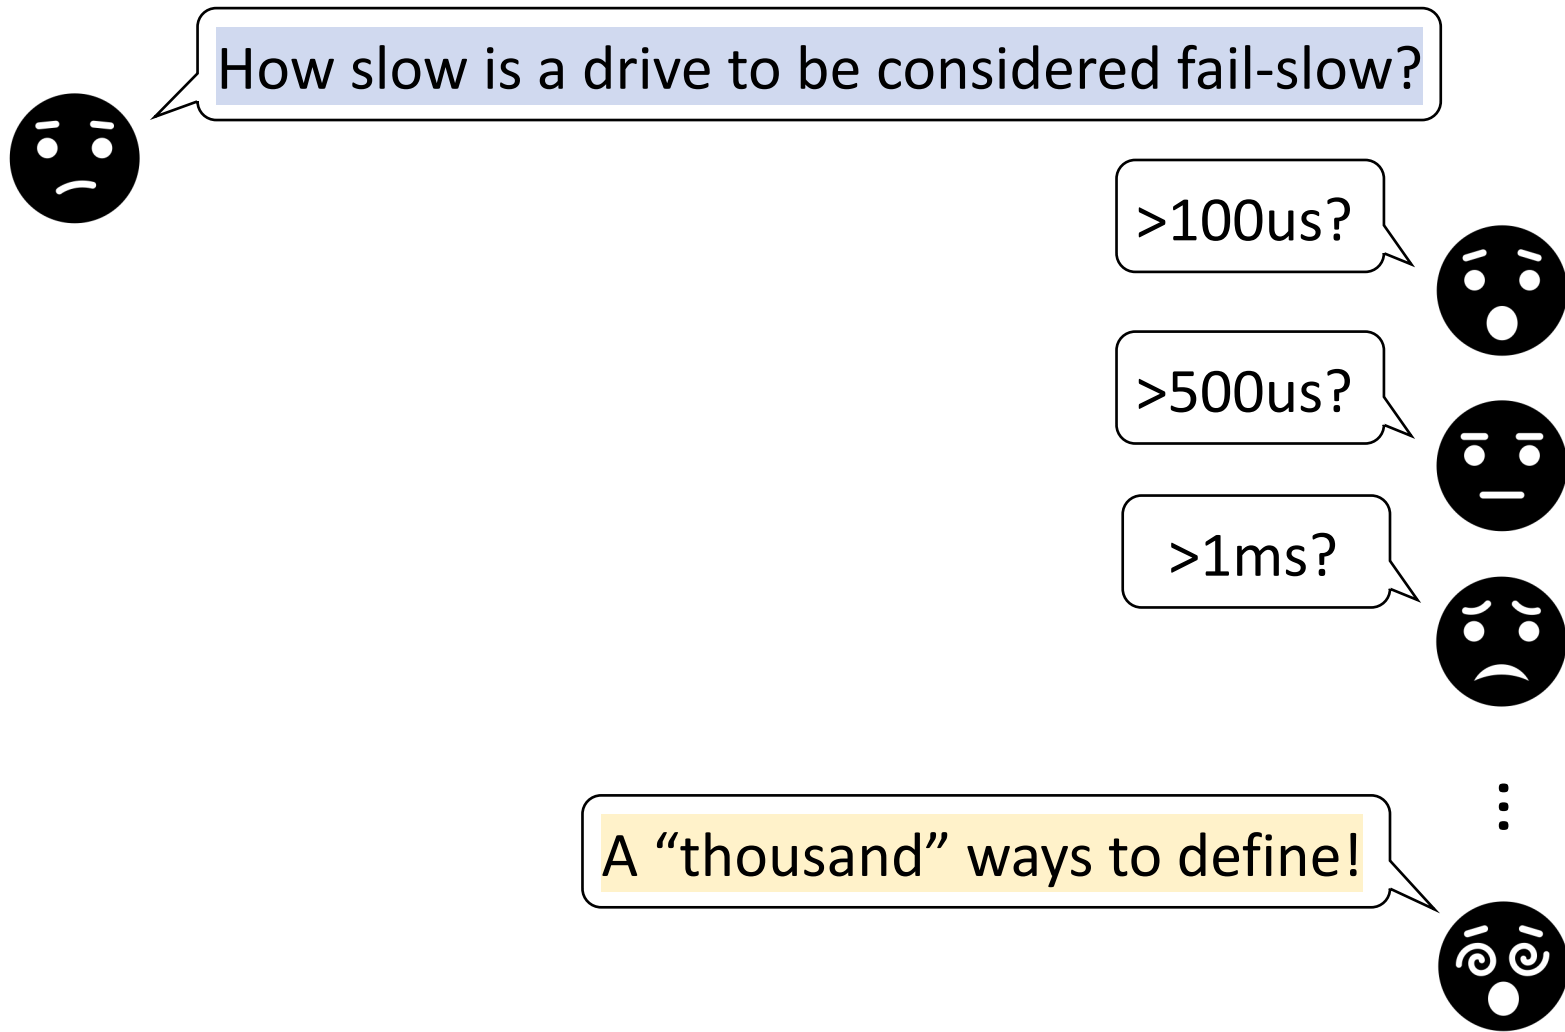 How slow is a drive to be considered fail-slow?
>100us?
>500us?
>1ms?
⋮
A “thousand” ways to define!